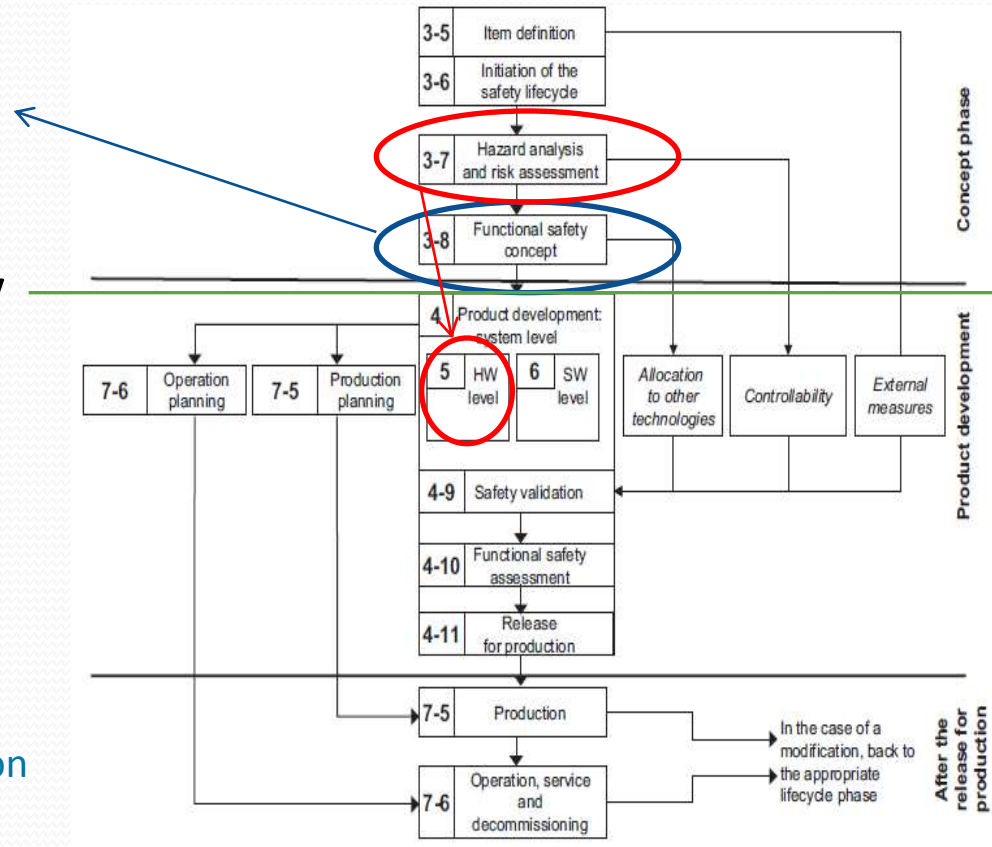 3-5
Item definition
3-6
Initiation of the
safety lifecycle
3-7
Hazard analysis
and risk assessment
3-8
Functional safety
concept
Concept phase
4
Product development:
system level
5
HW
level
6
SW
level
7-6
Operation
planning
7-5
Production
planning
Allocation
to other
technologies
Controllability
External
measures
Product development
4-9
Safety validation
4-10
Functional safety
assessment
4-11
Release
for production
7-5
Production
7-6
Operation, service
and
decommissioning
In the case of a
modification, back to
the appropriate
lifecycle phase
After the
release for
production
on